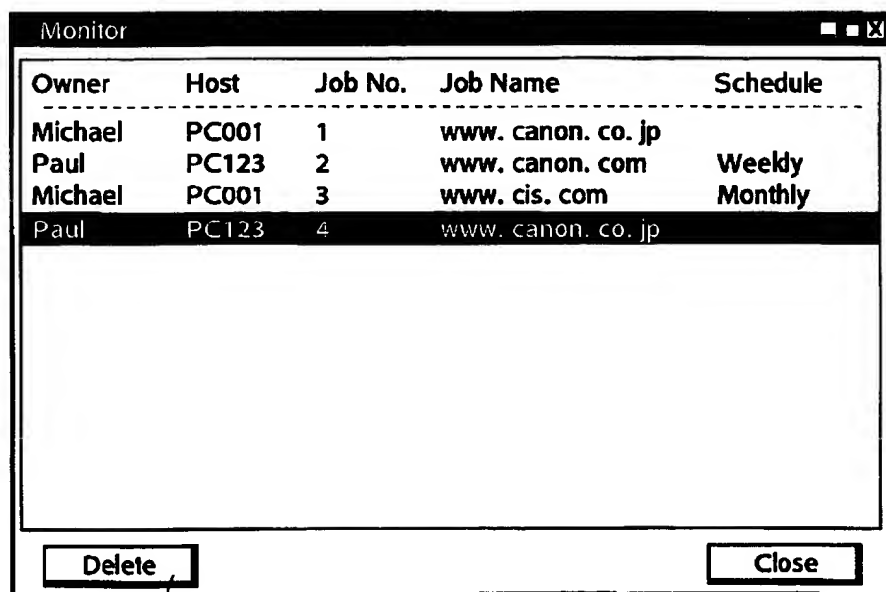 Monitor
Owner Host Job No. Job Name Schedule
Michael PC001 1 www. canon. co. jp
Paul PC123 2 www. canon. com Weekly
Michael PC001 3 www. cis. com Monthly
Paul PC123 4 www. canon. co. jp
Delete Close